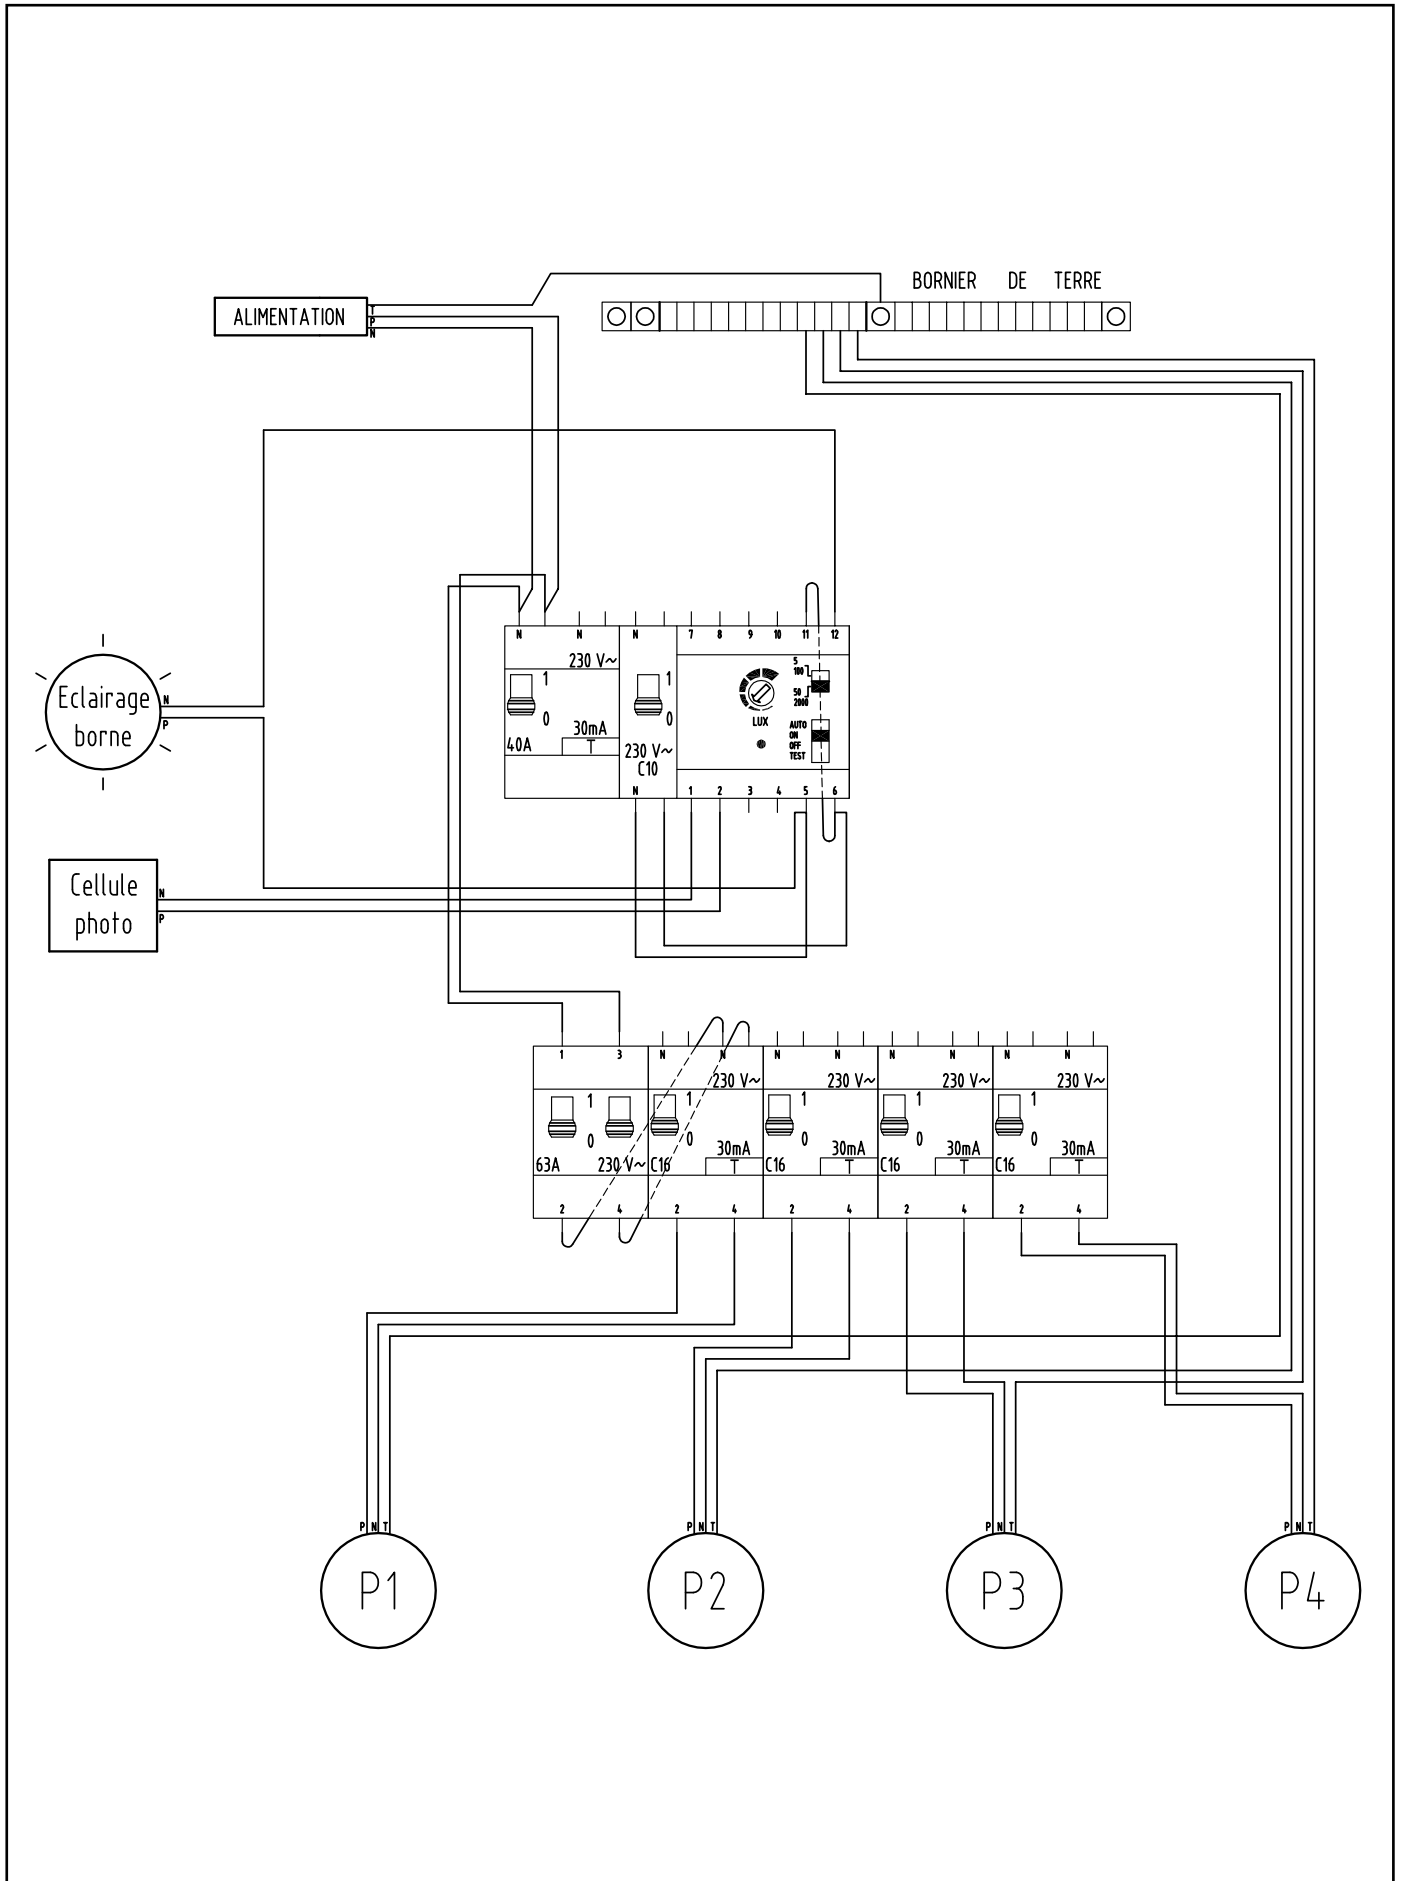 BORNIER DE TERRE
ALIMENTATION
T
P
N
N N N 7 8 9 10 11 12
230 V~
1
0
30mA
T
40A
1
0
230 V~
C10
LUX
5
100
50
2000
AUTO
ON
OFF
TEST
N 1 2 3 4 5 6
Eclairage
borne
N
P
Cellule
photo
N
P
1 3 N N N N N N N N
230 V~ 230 V~ 230 V~ 230 V~
1 1 1 1 1
0 0 0 0 0
30mA 30mA 30mA 30mA
63A 230 V~ C16 T C16 T C16 T C16 T
2 4 2 4 2 4 2 4 2 4
P N T P N T P N T P N T
P1 P2 P3 P4